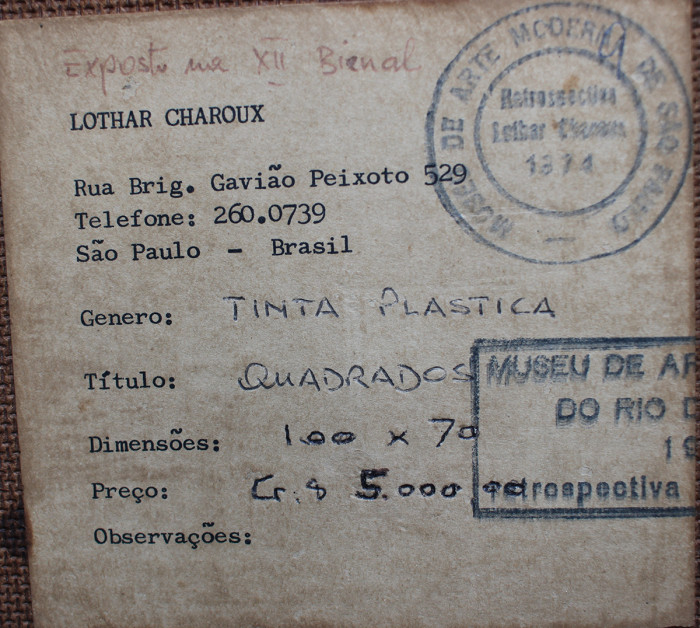 Exposto na XII Bienal
LOTHAR CHAROUX
MUSEU DE ARTE MODERNA DE SÃO PAULO
Retrospectiva
Lothar Charoux
1974
Rua Brig. Gavião Peixoto 529
Telefone: 260.0739
São Paulo - Brasil
Genero: TINTA PLASTICA
Título: QUADRADOS
MUSEU DE AR
DO RIO D
19
retrospectiva
Dimensões: 100 x 70
Preço: Cr.$ 5.000,00
Observações: